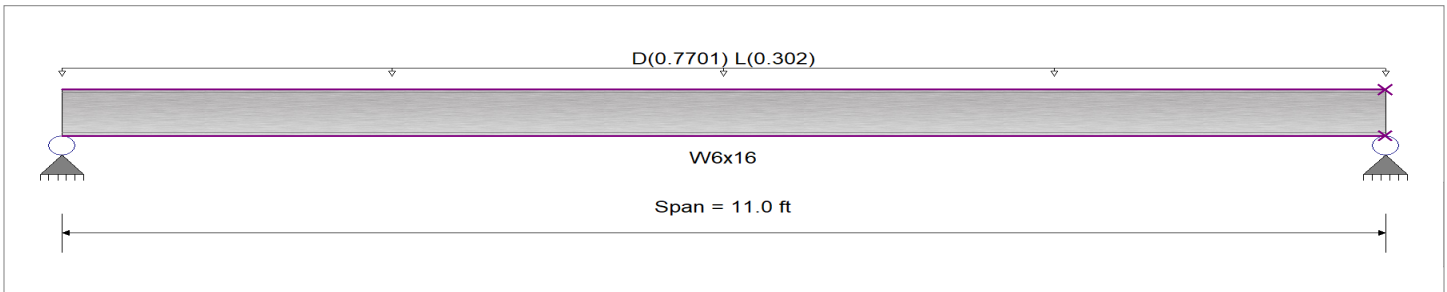 D(0.7701) L(0.302)
W6x16
Span = 11.0 ft